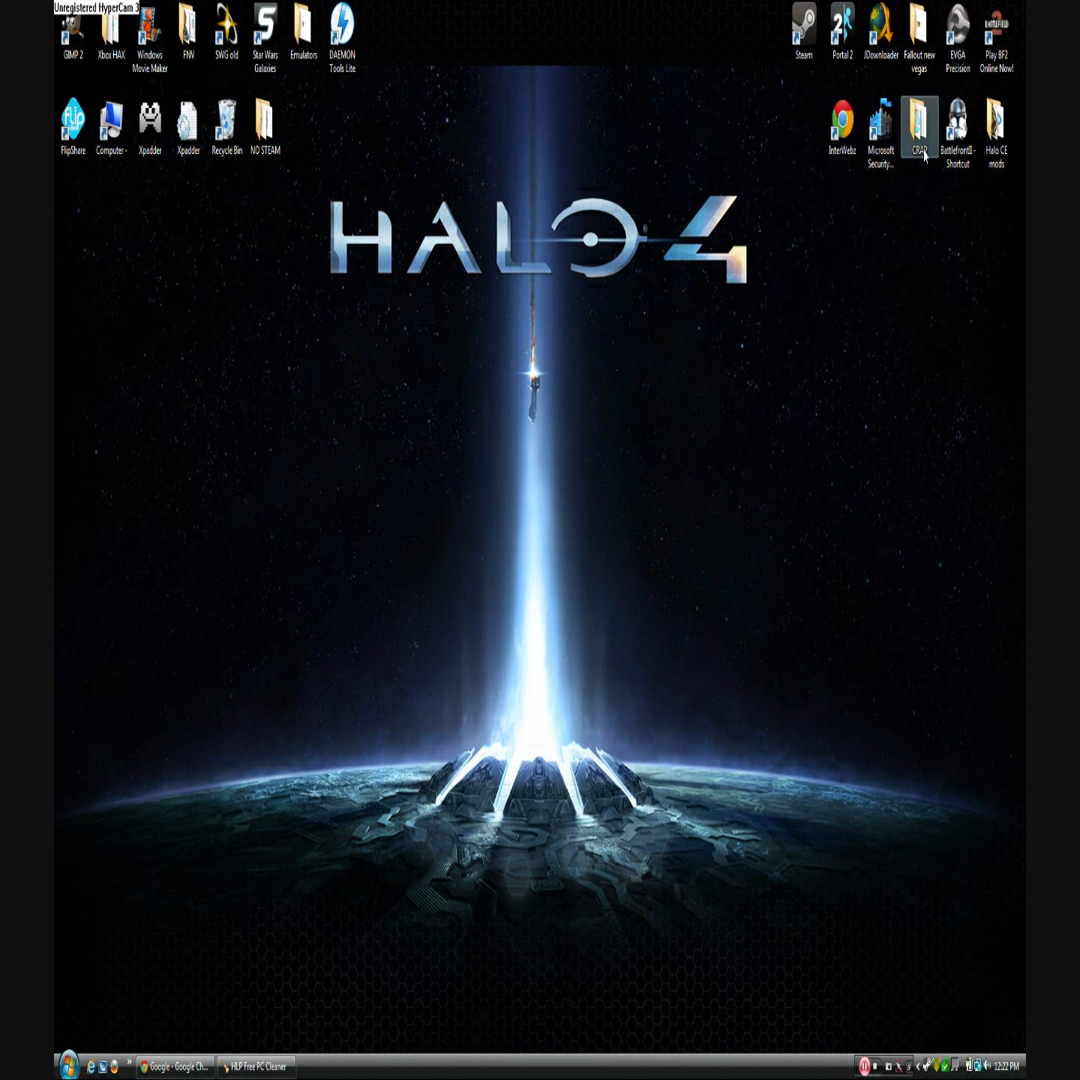 Unregistered HyperCam 3
GIMP 2
Xbox HAX
Windows
Movie Maker
FNV
SWG old
Star Wars
Galaxies
Emulators
DAEMON
Tools Lite
Steam
Portal 2
JDownloader
Fallout new
vegas
EVGA
Precision
Play BF2
Online Now!
FlipShare
Computer -
Xpadder
Xpadder
Recycle Bin
NO STEAM
InterWebz
Microsoft
Security...
CRAP
BattlefrontII -
Shortcut
Halo CE
mods
HALO 4
Google - Google Ch...
HLP Free PC Cleaner
12:22 PM